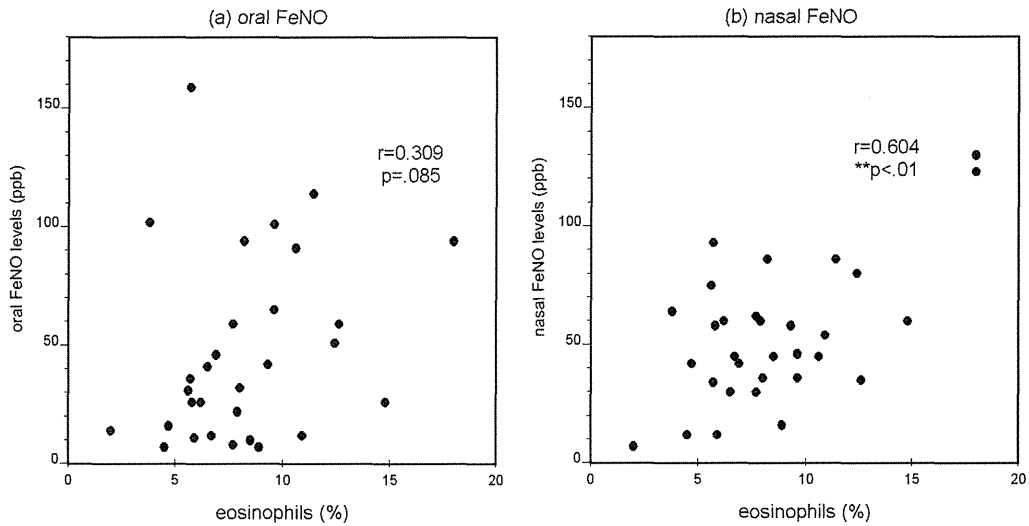 (a) oral FeNO
150
100
50
0
oral FeNO levels (ppb)
r=0.309
p=.085
0 5 10 15 20
eosinophils (%)
(b) nasal FeNO
150
100
50
0
nasal FeNO levels (ppb)
r=0.604
**p<.01
0 5 10 15 20
eosinophils (%)